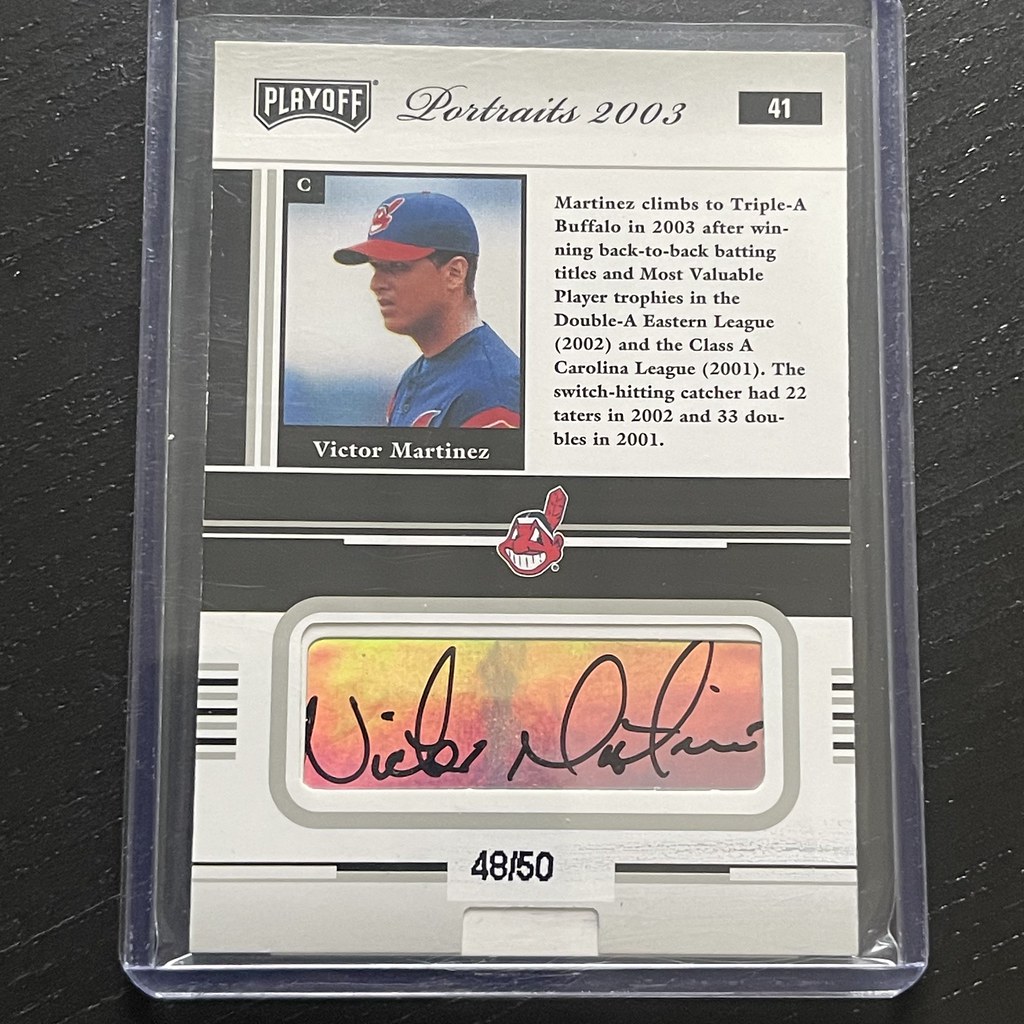 PLAYOFF
Portraits 2003
41
C
Victor Martinez
Martinez climbs to Triple-A
Buffalo in 2003 after win-
ning back-to-back batting
titles and Most Valuable
Player trophies in the
Double-A Eastern League
(2002) and the Class A
Carolina League (2001). The
switch-hitting catcher had 22
taters in 2002 and 33 dou-
bles in 2001.
Victor Martinez
48/50